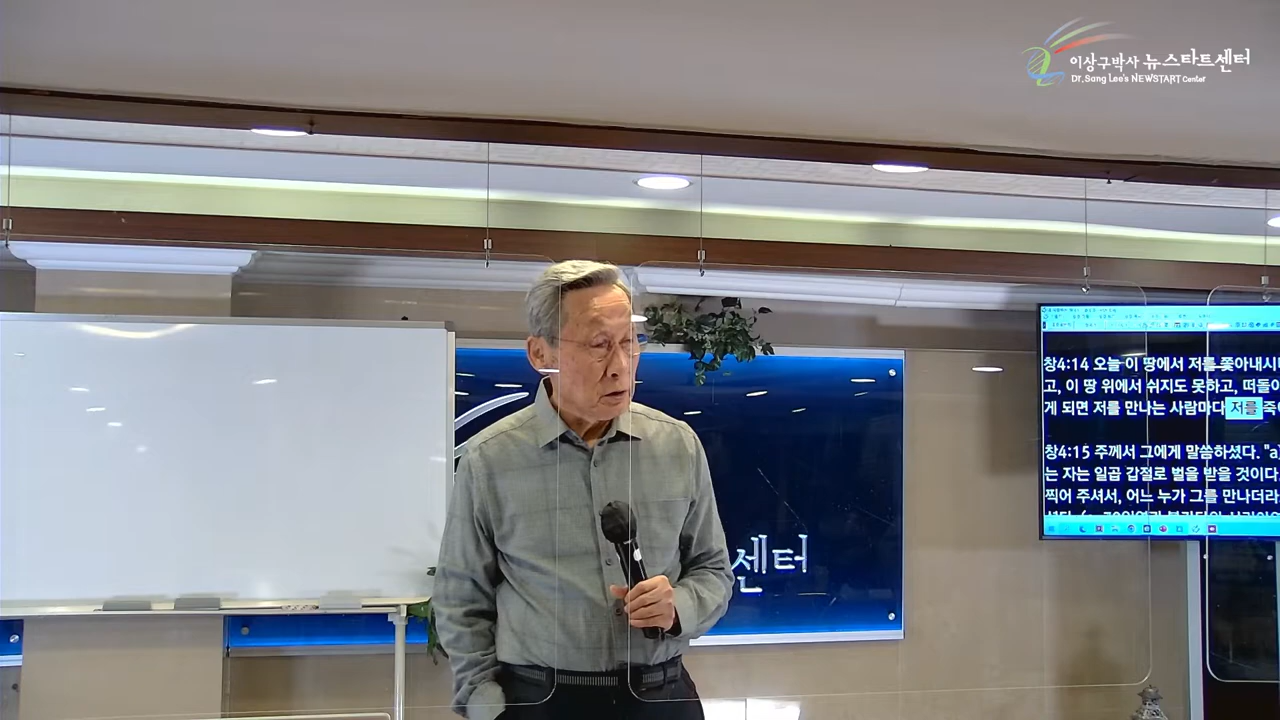 이상구박사 뉴스타트센터
Dr. Sang Lee's NEWSTART Center
창4:14 오늘 이 땅에서 저를 쫓아내시
고, 이 땅 위에서 쉬지도 못하고, 떠돌아
게 되면 저를 만나는 사람마다 저를 죽
창4:15 주께서 그에게 말씀하셨다. "a)
는 자는 일곱 갑절로 벌을 받을 것이다.
찍어 주셔서, 어느 누가 그를 만나더라
센터